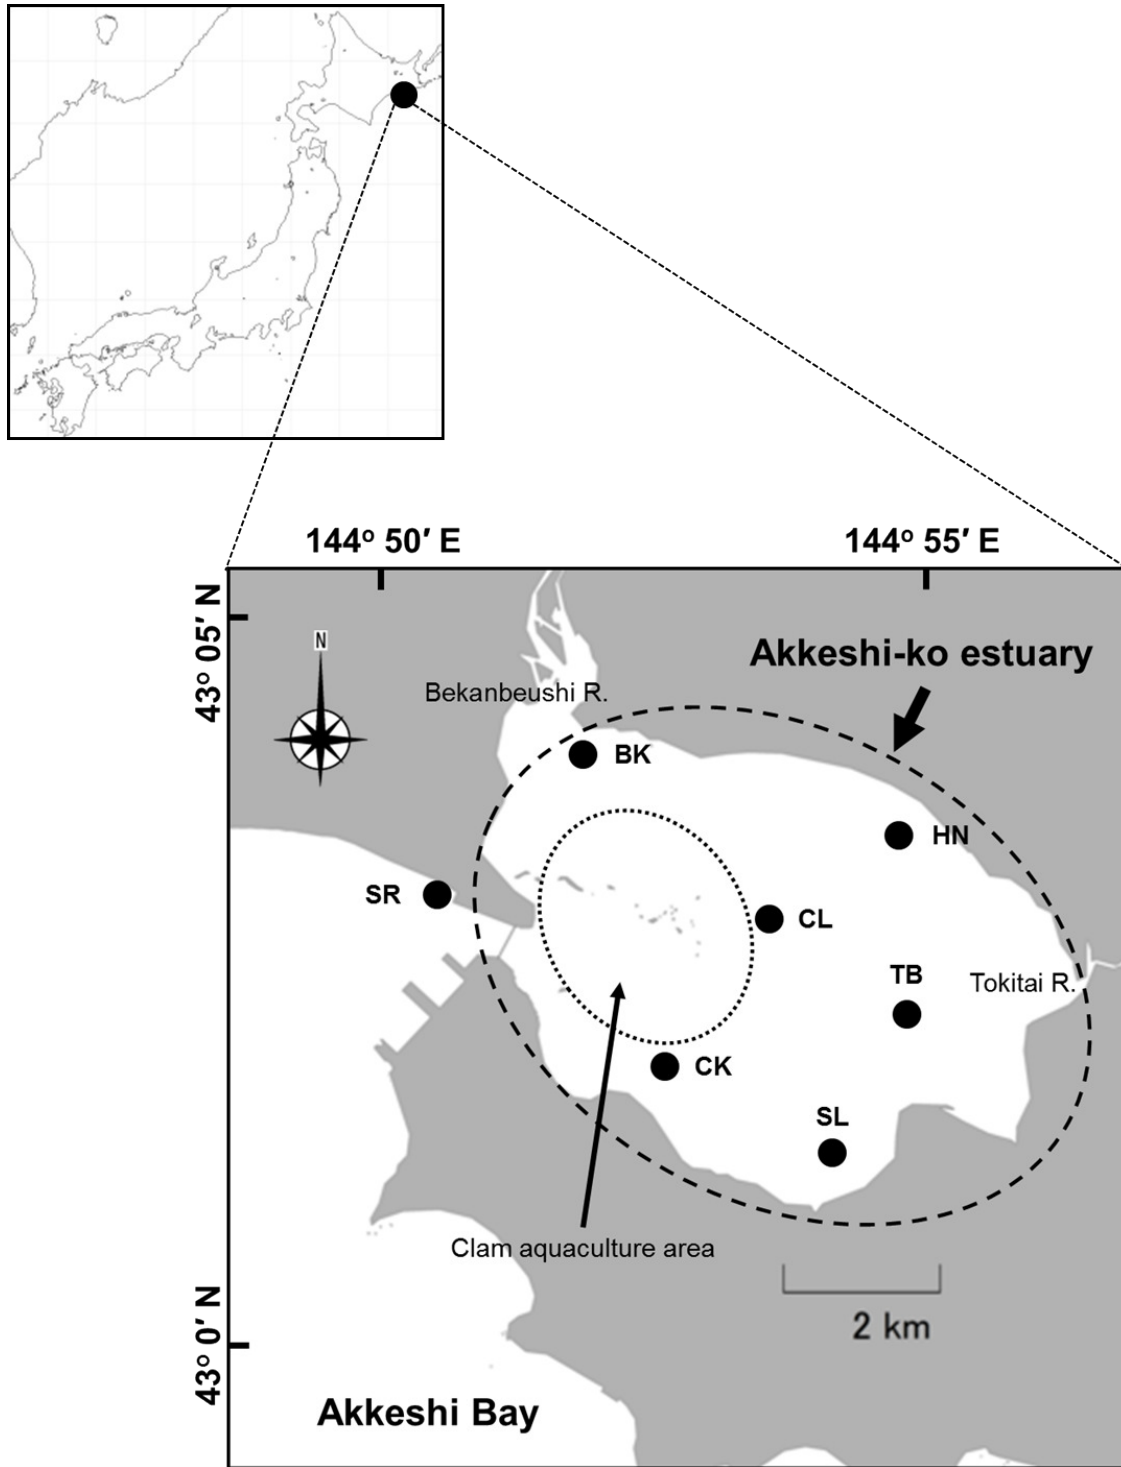 144° 50′ E
144° 55′ E
43° 05′ N
N
Akkeshi-ko estuary
Bekanbeushi R.
BK
HN
SR
CL
TB
Tokitai R.
CK
SL
Clam aquaculture area
2 km
43° 0′ N
Akkeshi Bay